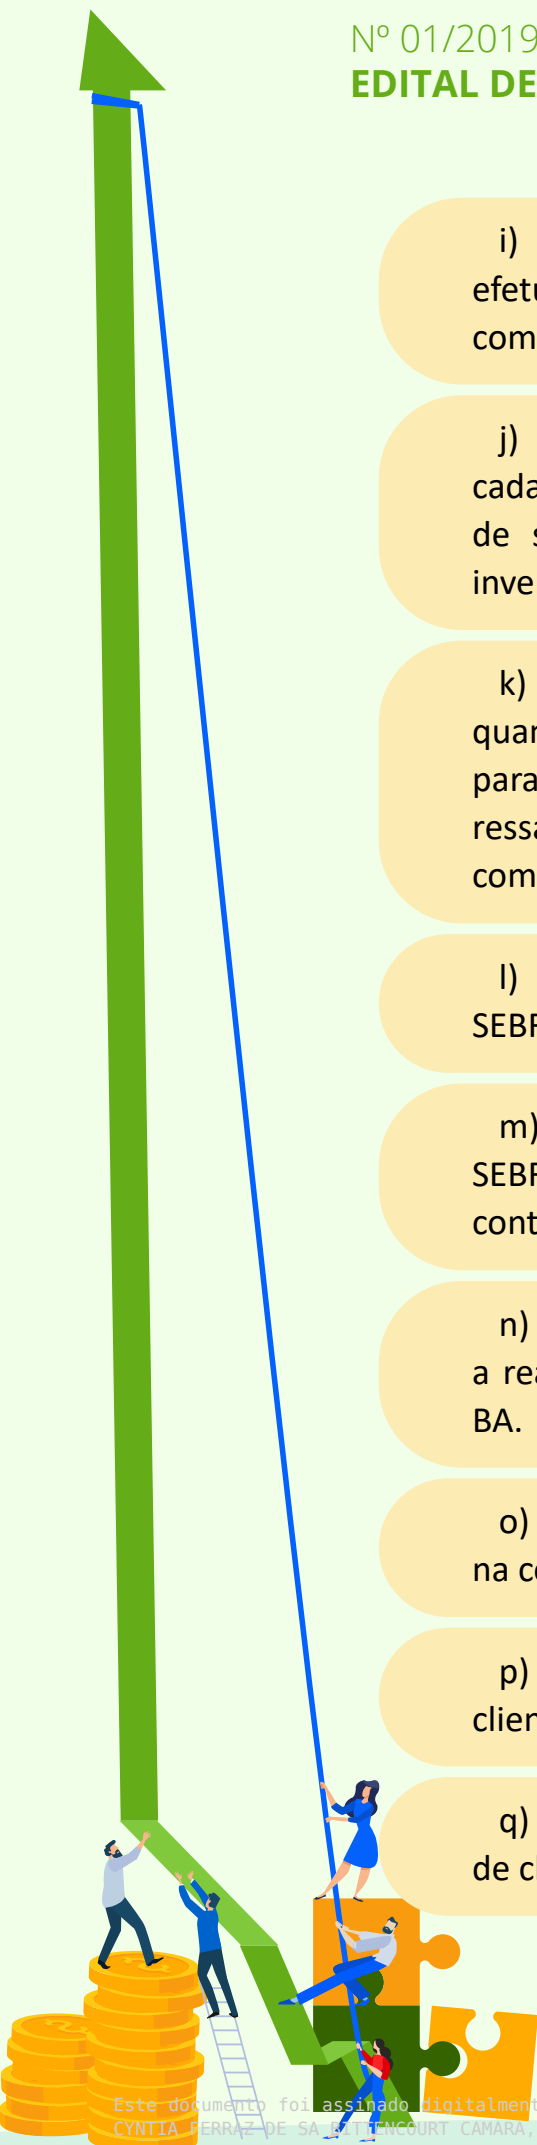 Nº 01/2019
EDITAL DE
i)
efetu
com
j)
cada
de s
inve
k)
quan
para
ressa
com
l)
SEBR
m)
SEBR
cont
n)
a rea
BA.
o)
na co
p)
clien
q)
de cl
Este documento foi assinado digitalment
CYNTIA FERRAZ DE SA BITTENCOURT CAMARA,